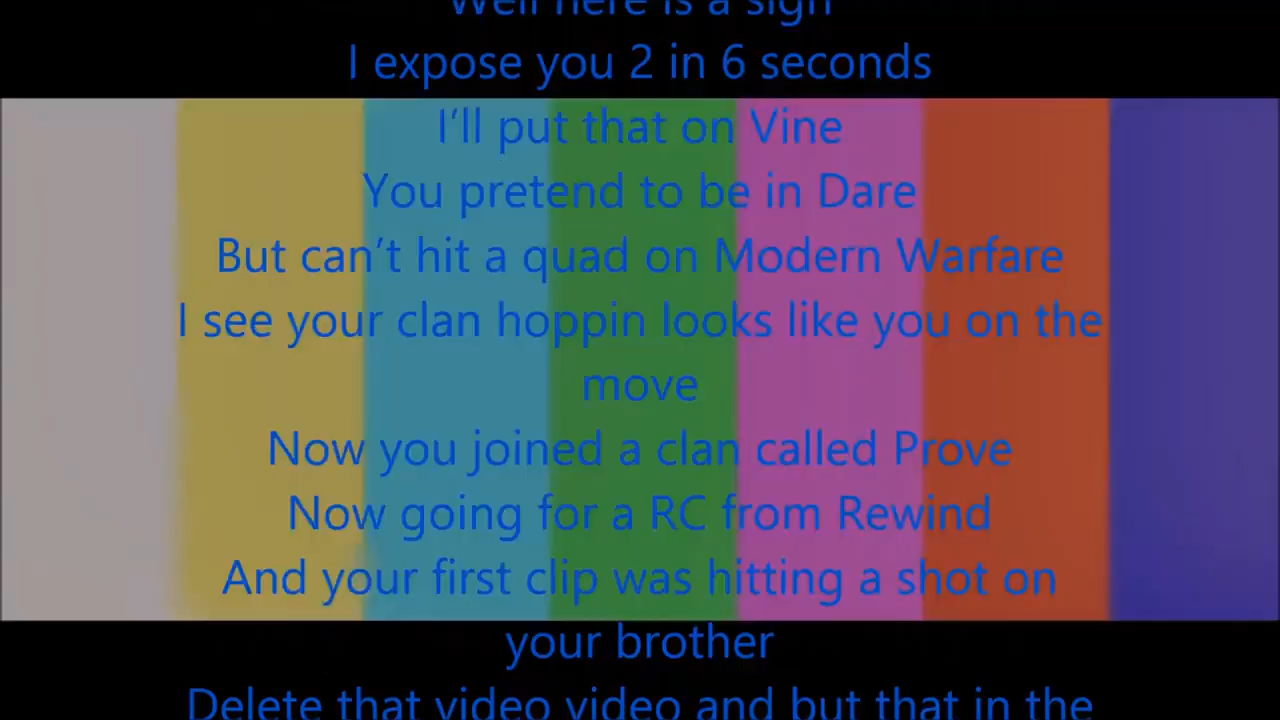 Well here is a sign
I expose you 2 in 6 seconds
I’ll put that on Vine
You pretend to be in Dare
But can’t hit a quad on Modern Warfare
I see your clan hoppin looks like you on the
move
Now you joined a clan called Prove
Now going for a RC from Rewind
And your first clip was hitting a shot on
your brother
Delete that video video and but that in the